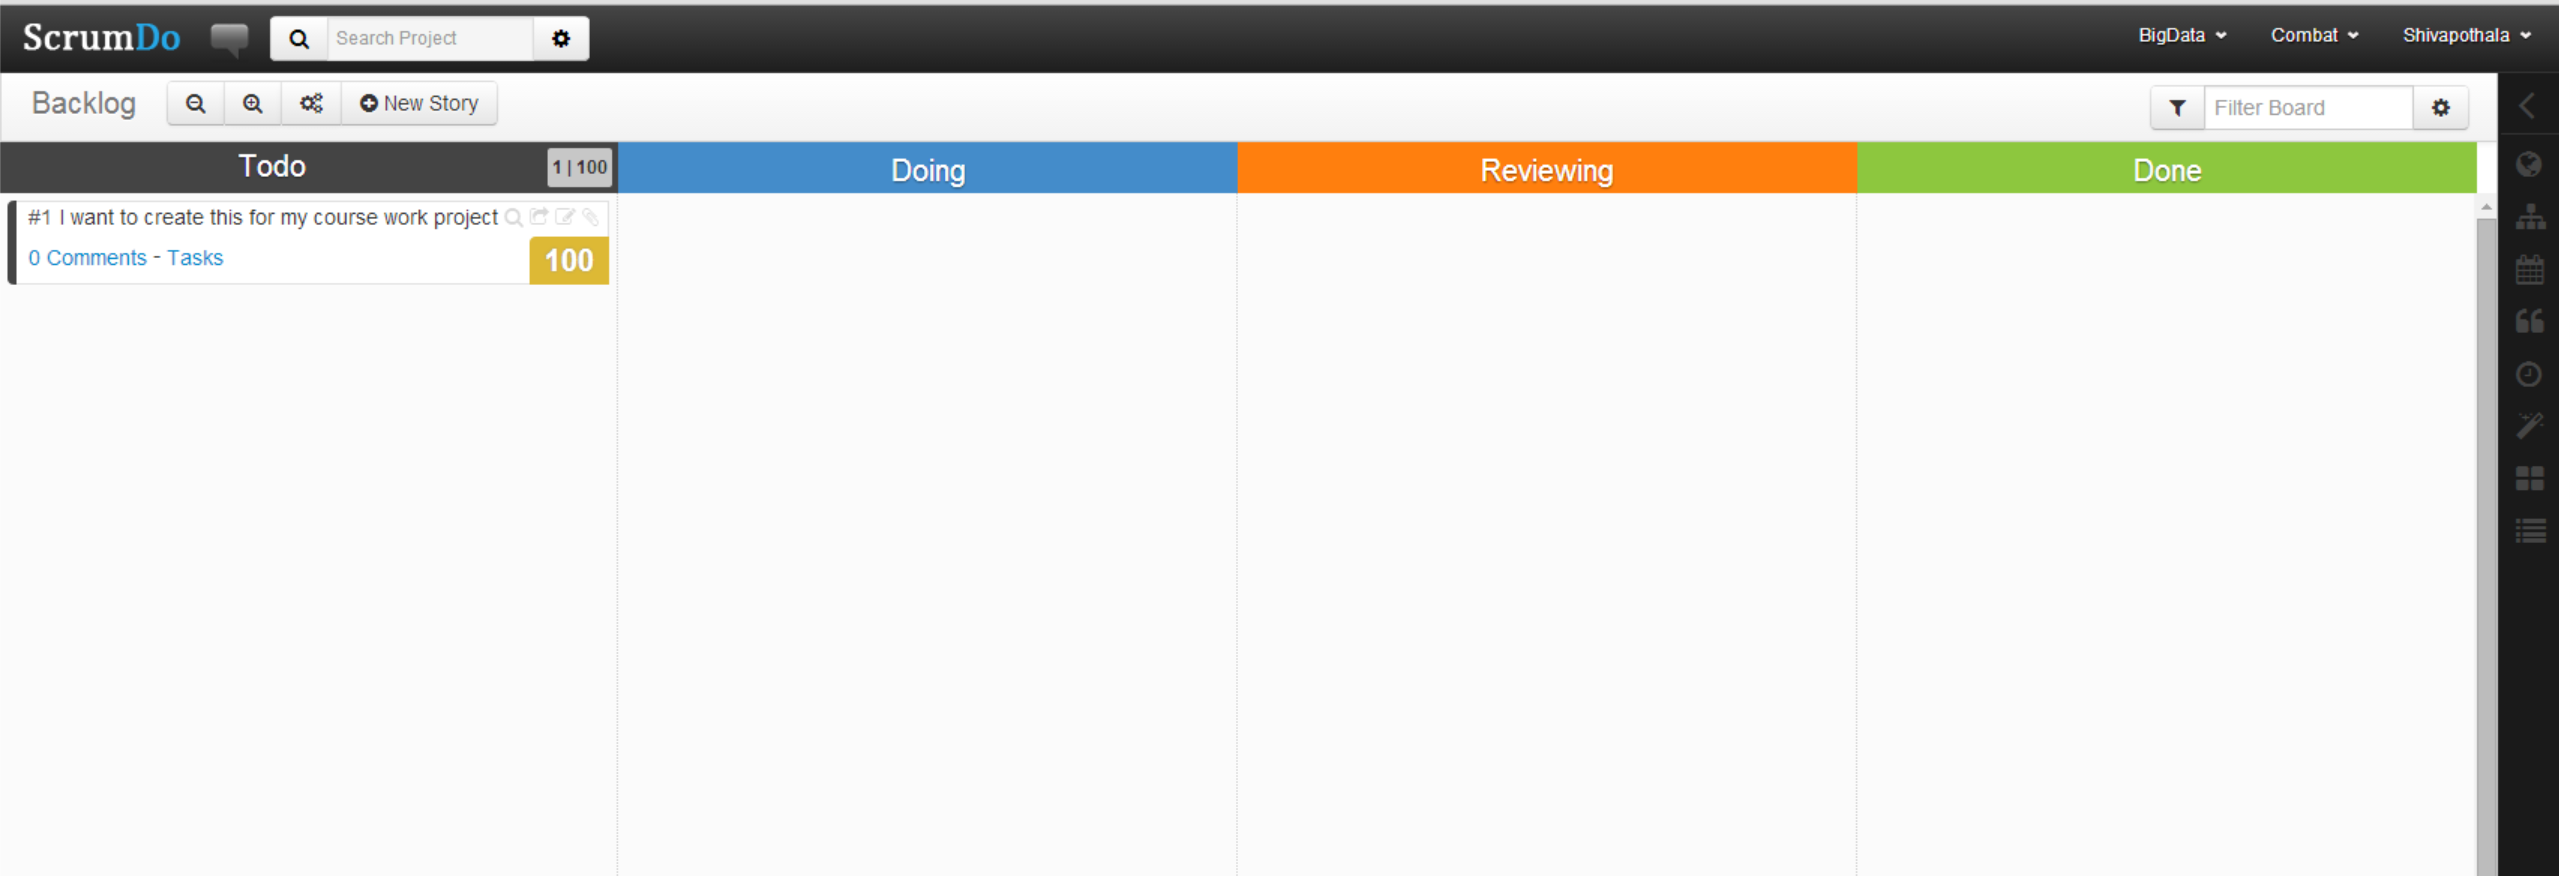 ScrumDo
Search Project
BigData
Combat
Shivapothala
Backlog
New Story
Filter Board
Todo
1 | 100
Doing
Reviewing
Done
#1 I want to create this for my course work project
0 Comments - Tasks
100